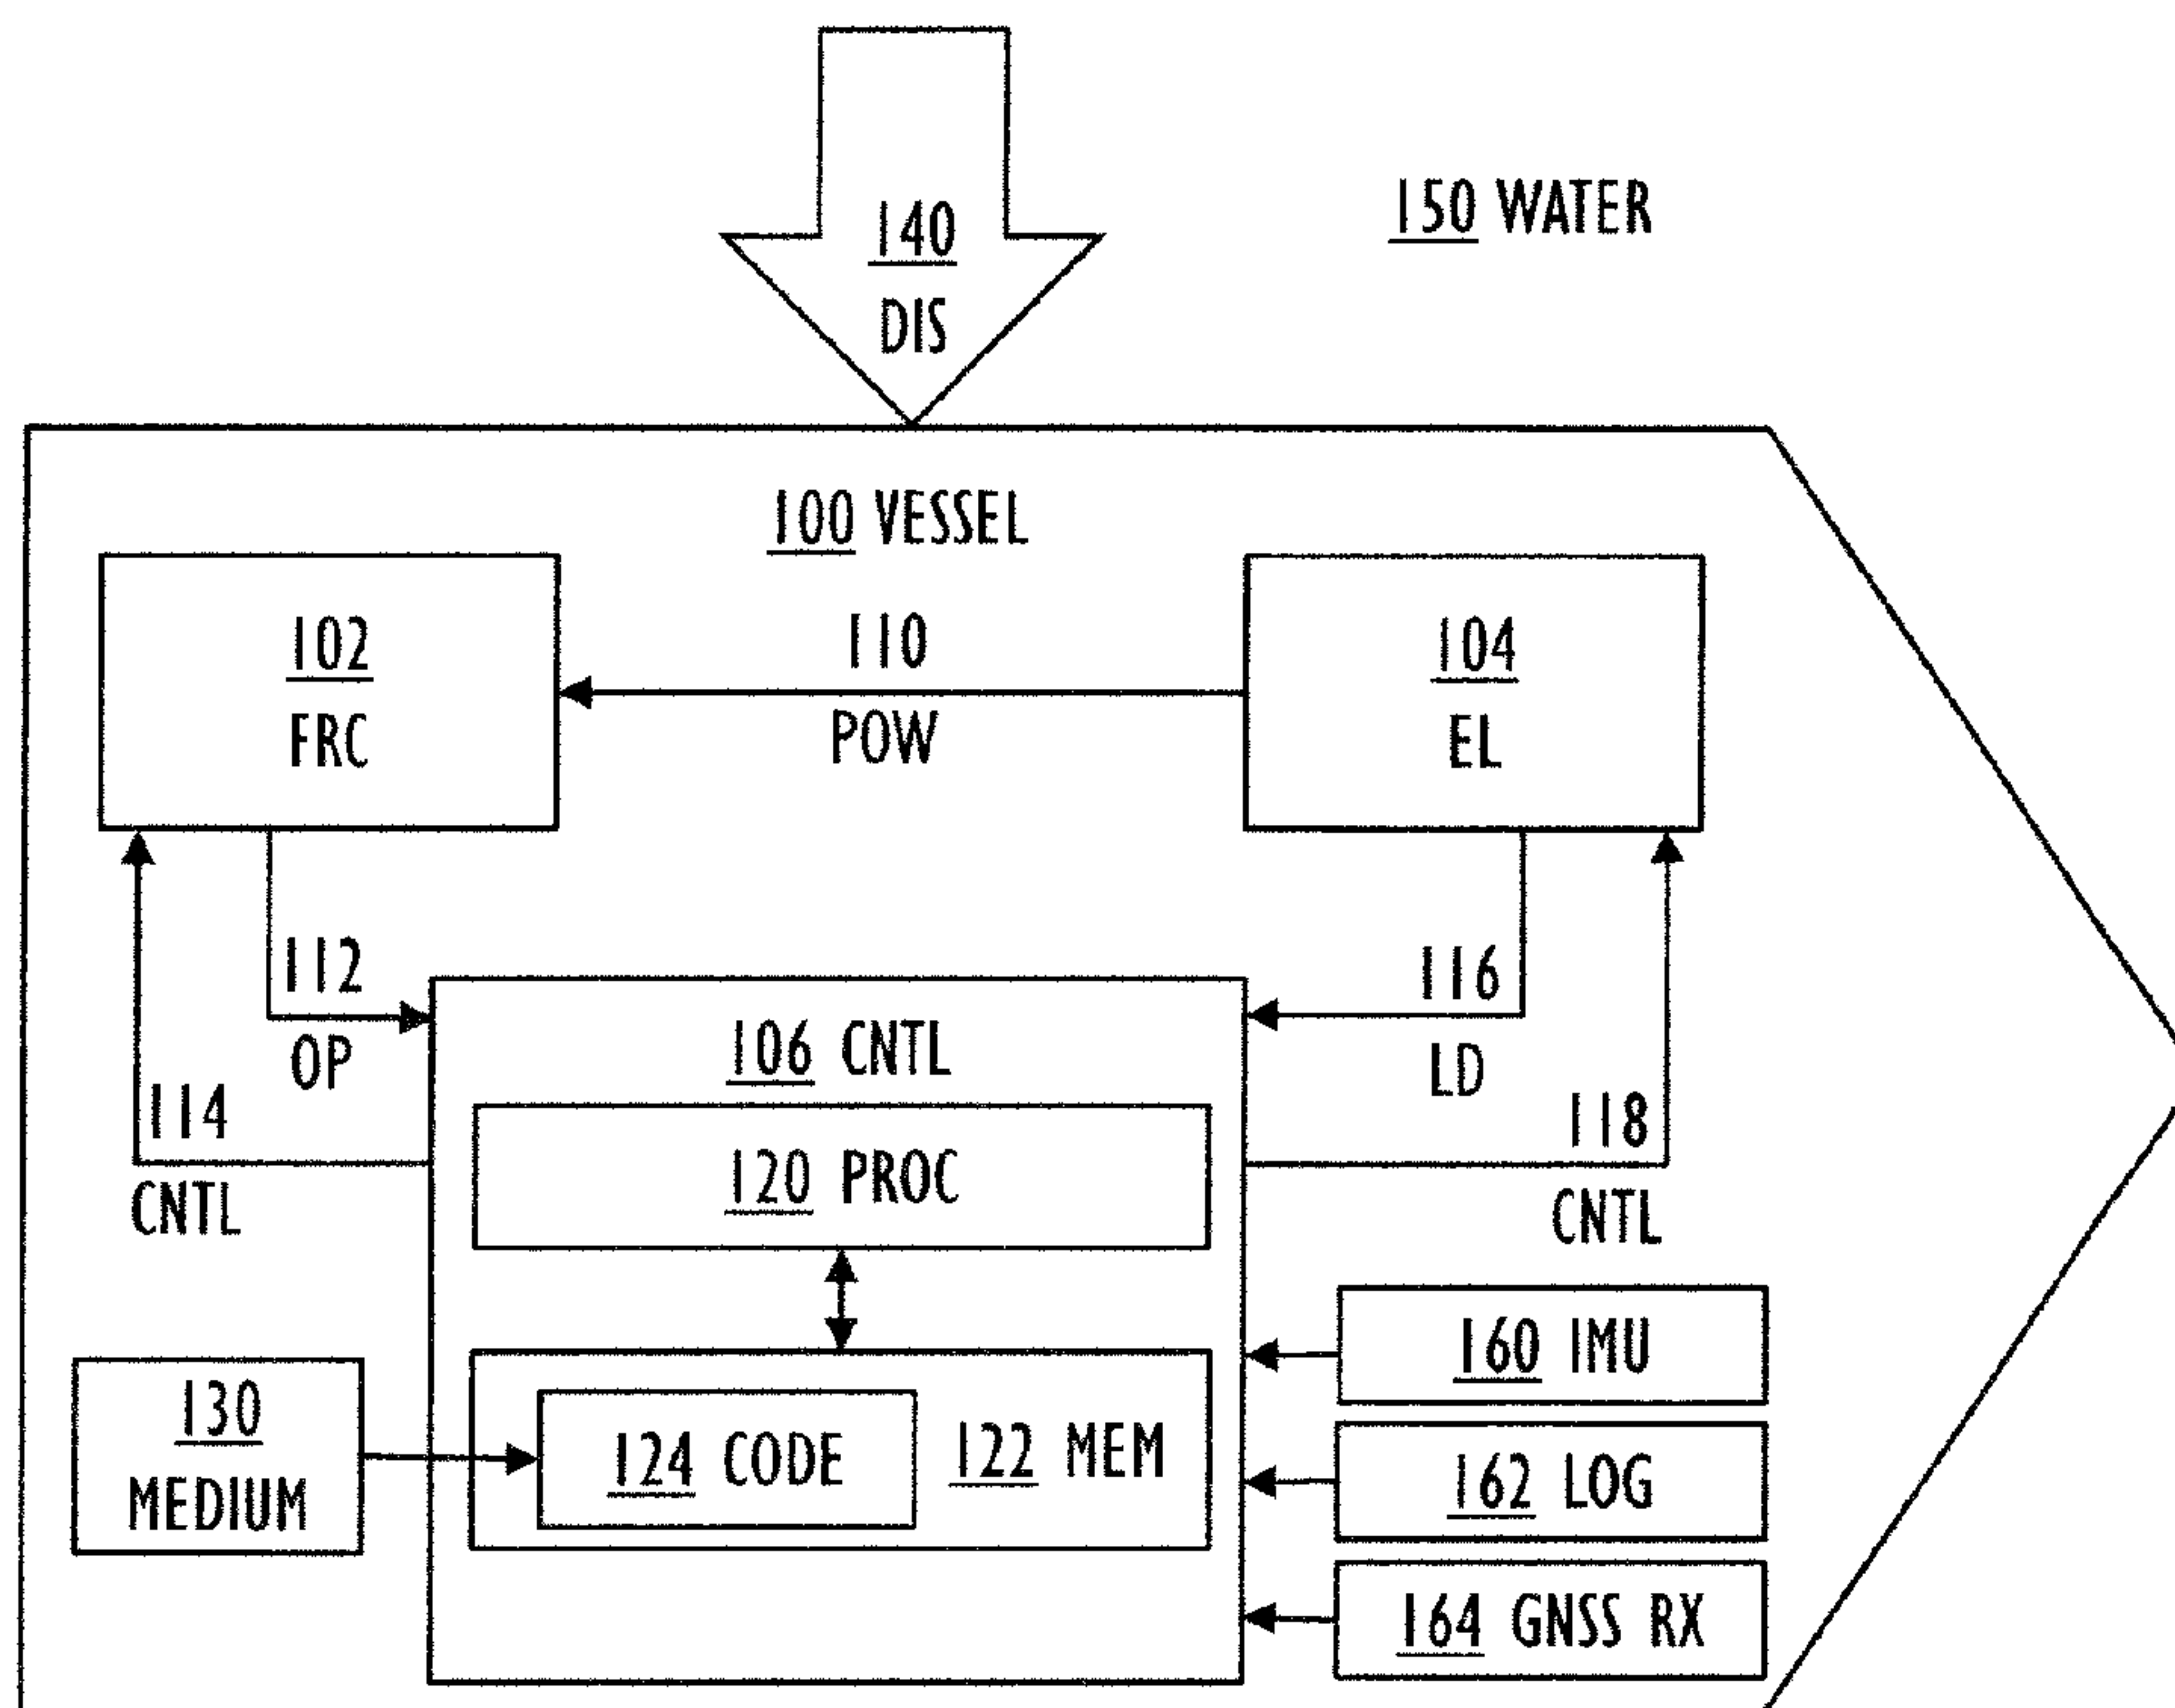 140
DIS
150 WATER
100 VESSEL
102
FRC
110
POW
104
EL
112
OP
114
CNTL
116
LD
118
CNTL
106 CNTL
120 PROC
124 CODE
122 MEM
130
MEDIUM
160 IMU
162 LOG
164 GNSS RX